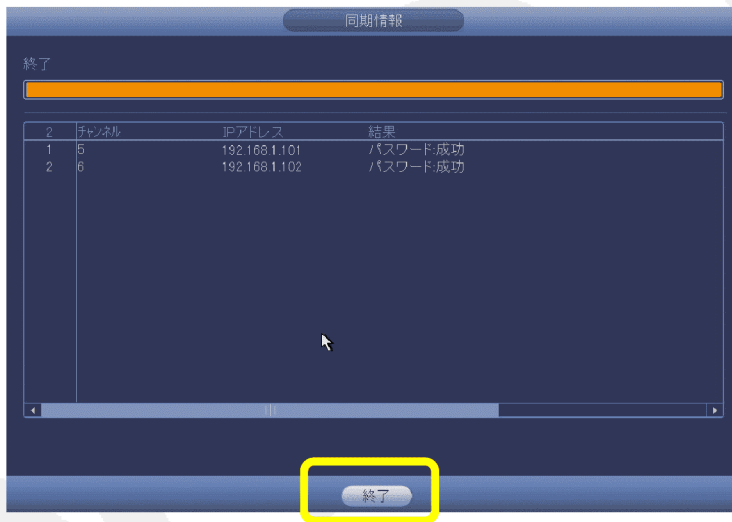 同期情報
終了
2 チャンネル IPアドレス 結果
1 5 192.168.1.101 パスワード:成功
2 6 192.168.1.102 パスワード:成功
終了